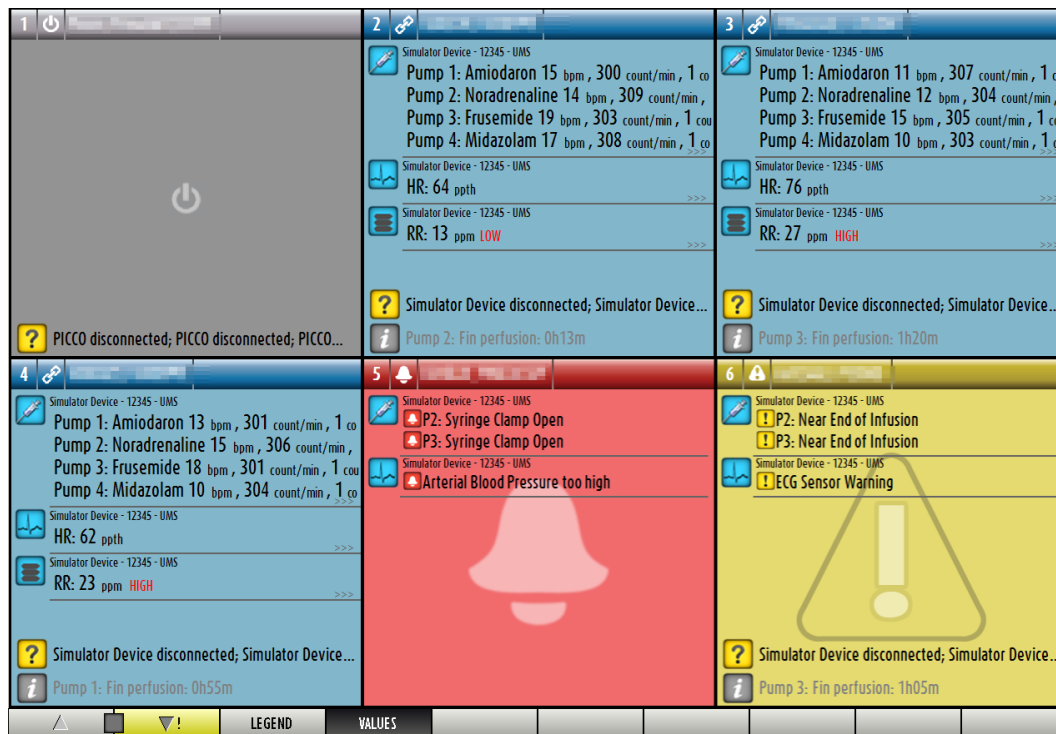 1
PICCO disconnected; PICCO disconnected; PICCO...
2
Simulator Device - 12345 - UMS
Pump 1: Amiodaron 15 bpm , 300 count/min , 1 co
Pump 2: Noradrenaline 14 bpm , 309 count/min ,
Pump 3: Frusemide 19 bpm , 303 count/min , 1 cou
Pump 4: Midazolam 17 bpm , 308 count/min , 1 co
>>>
Simulator Device - 12345 - UMS
HR: 64 ppth
>>>
Simulator Device - 12345 - UMS
RR: 13 ppm LOW
>>>
Simulator Device disconnected; Simulator Device...
Pump 2: Fin perfusion: 0h13m
3
Simulator Device - 12345 - UMS
Pump 1: Amiodaron 11 bpm , 307 count/min , 1
Pump 2: Noradrenaline 12 bpm , 304 count/min ,
Pump 3: Frusemide 15 bpm , 305 count/min , 1
Pump 4: Midazolam 10 bpm , 303 count/min , 1
>>>
Simulator Device - 12345 - UMS
HR: 76 ppth
>>>
Simulator Device - 12345 - UMS
RR: 27 ppm HIGH
>>>
Simulator Device disconnected; Simulator Device...
Pump 3: Fin perfusion: 1h20m
4
Simulator Device - 12345 - UMS
Pump 1: Amiodaron 13 bpm , 301 count/min , 1 co
Pump 2: Noradrenaline 15 bpm , 306 count/min ,
Pump 3: Frusemide 18 bpm , 301 count/min , 1 cou
Pump 4: Midazolam 10 bpm , 304 count/min , 1 co
>>>
Simulator Device - 12345 - UMS
HR: 62 ppth
>>>
Simulator Device - 12345 - UMS
RR: 23 ppm HIGH
>>>
Simulator Device disconnected; Simulator Device...
Pump 1: Fin perfusion: 0h55m
5
Simulator Device - 12345 - UMS
P2: Syringe Clamp Open
P3: Syringe Clamp Open
Simulator Device - 12345 - UMS
Arterial Blood Pressure too high
6
Simulator Device - 12345 - UMS
P2: Near End of Infusion
P3: Near End of Infusion
Simulator Device - 12345 - UMS
ECG Sensor Warning
Simulator Device disconnected; Simulator Device...
Pump 3: Fin perfusion: 1h05m
! LEGEND VALUES